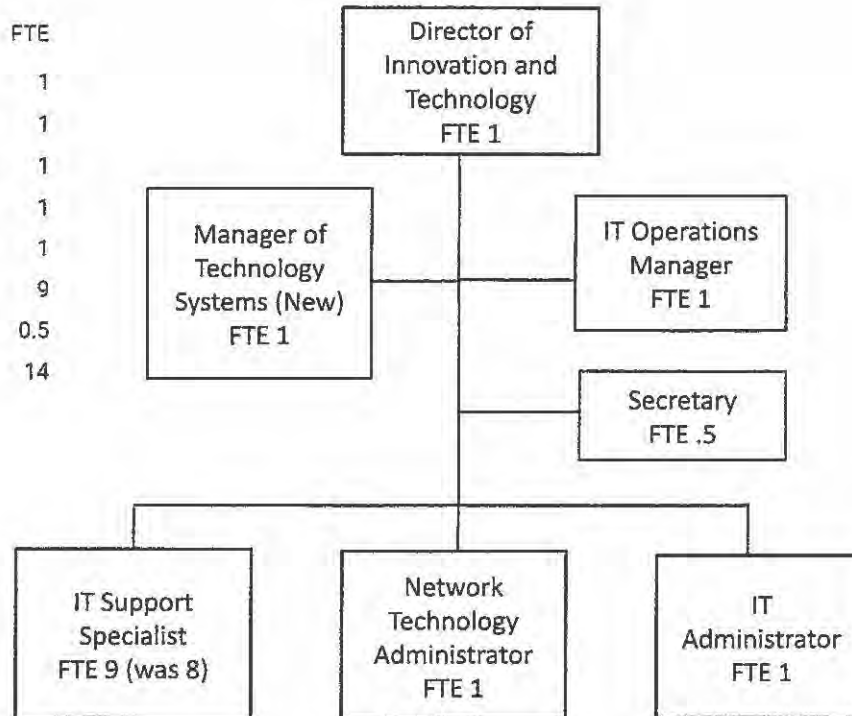 FTE
1
1
1
1
1
9
0.5
14
Director of
Innovation and
Technology
FTE 1
Manager of
Technology
Systems (New)
FTE 1
IT Operations
Manager
FTE 1
Secretary
FTE .5
IT Support
Specialist
FTE 9 (was 8)
Network
Technology
Administrator
FTE 1
IT
Administrator
FTE 1